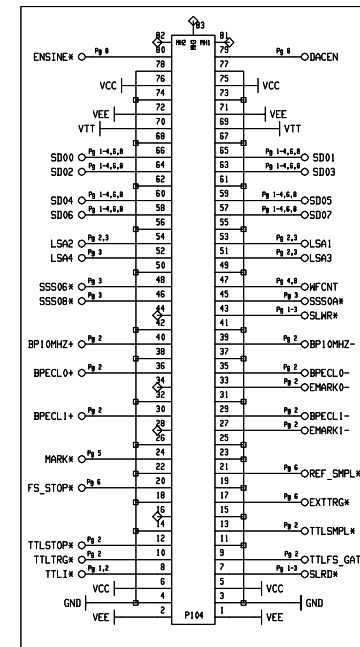 83
82 MH2 MH3 MH1 81
ENSINE* Pg 8 80 79 Pg 8 DACEN
78 77
VCC 76 75 VCC
74 73
VEE 72 71 VEE
VTT 70 69 VTT
68 67
SD00 Pg 1-4,6,8 66 65 Pg 1-4,6,8 SD01
SD02 Pg 1-4,6,8 64 63 Pg 1-4,6,8 SD03
62 61
SD04 Pg 1-4,6,8 60 59 Pg 1-4,6,8 SD05
SD06 Pg 1-4,6,8 58 57 Pg 1-4,6,8 SD07
56 55
LSA2 Pg 2,3 54 53 Pg 2,3 LSA1
LSA4 Pg 3 52 51 Pg 2,3 LSA3
50 49
SSS06* Pg 3 48 47 Pg 4,8 WFCNT
SSS08* Pg 3 46 45 Pg 3 SSS0A*
44 43 Pg 1-3 SLWR*
42 41
BP10MHZ+ Pg 2 40 39 Pg 2 BP10MHZ-
38 37
BPECL0+ Pg 2 36 35 Pg 2 BPECL0-
34 33 Pg 2 EMARK0-
32 31
BPECL1+ Pg 2 30 29 Pg 2 BPECL1-
28 27 Pg 2 EMARK1-
26 25
MARK* Pg 5 24 23
22 21 Pg 6 REF_SMPL*
FS_STOP* Pg 6 20 19
18 17 Pg 6 EXTTRG*
16 15
14 13 Pg 2 TTLSMPL*
TTLSTOP* Pg 2 12 11
TTLTRG* Pg 2 10 9 Pg 2 TTLFS_GAT
TTLI* Pg 1,2 8 7 Pg 1-3 SLRD*
VCC 6 5 VCC
GND 4 3 GND
VEE 2 P104 1 VEE